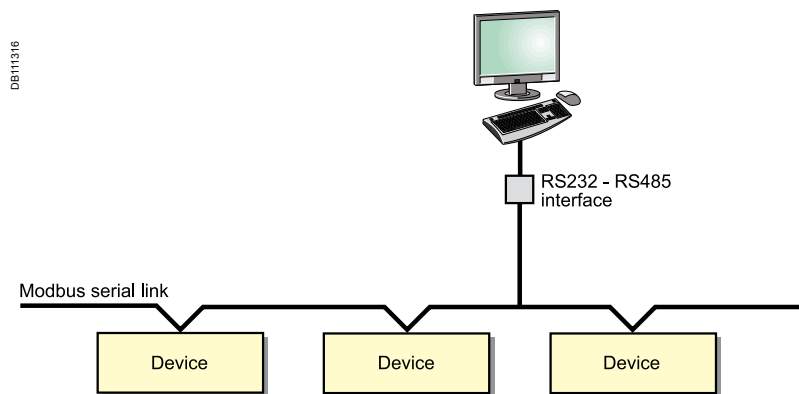 DB111316
RS232 - RS485
interface
Modbus serial link
Device
Device
Device